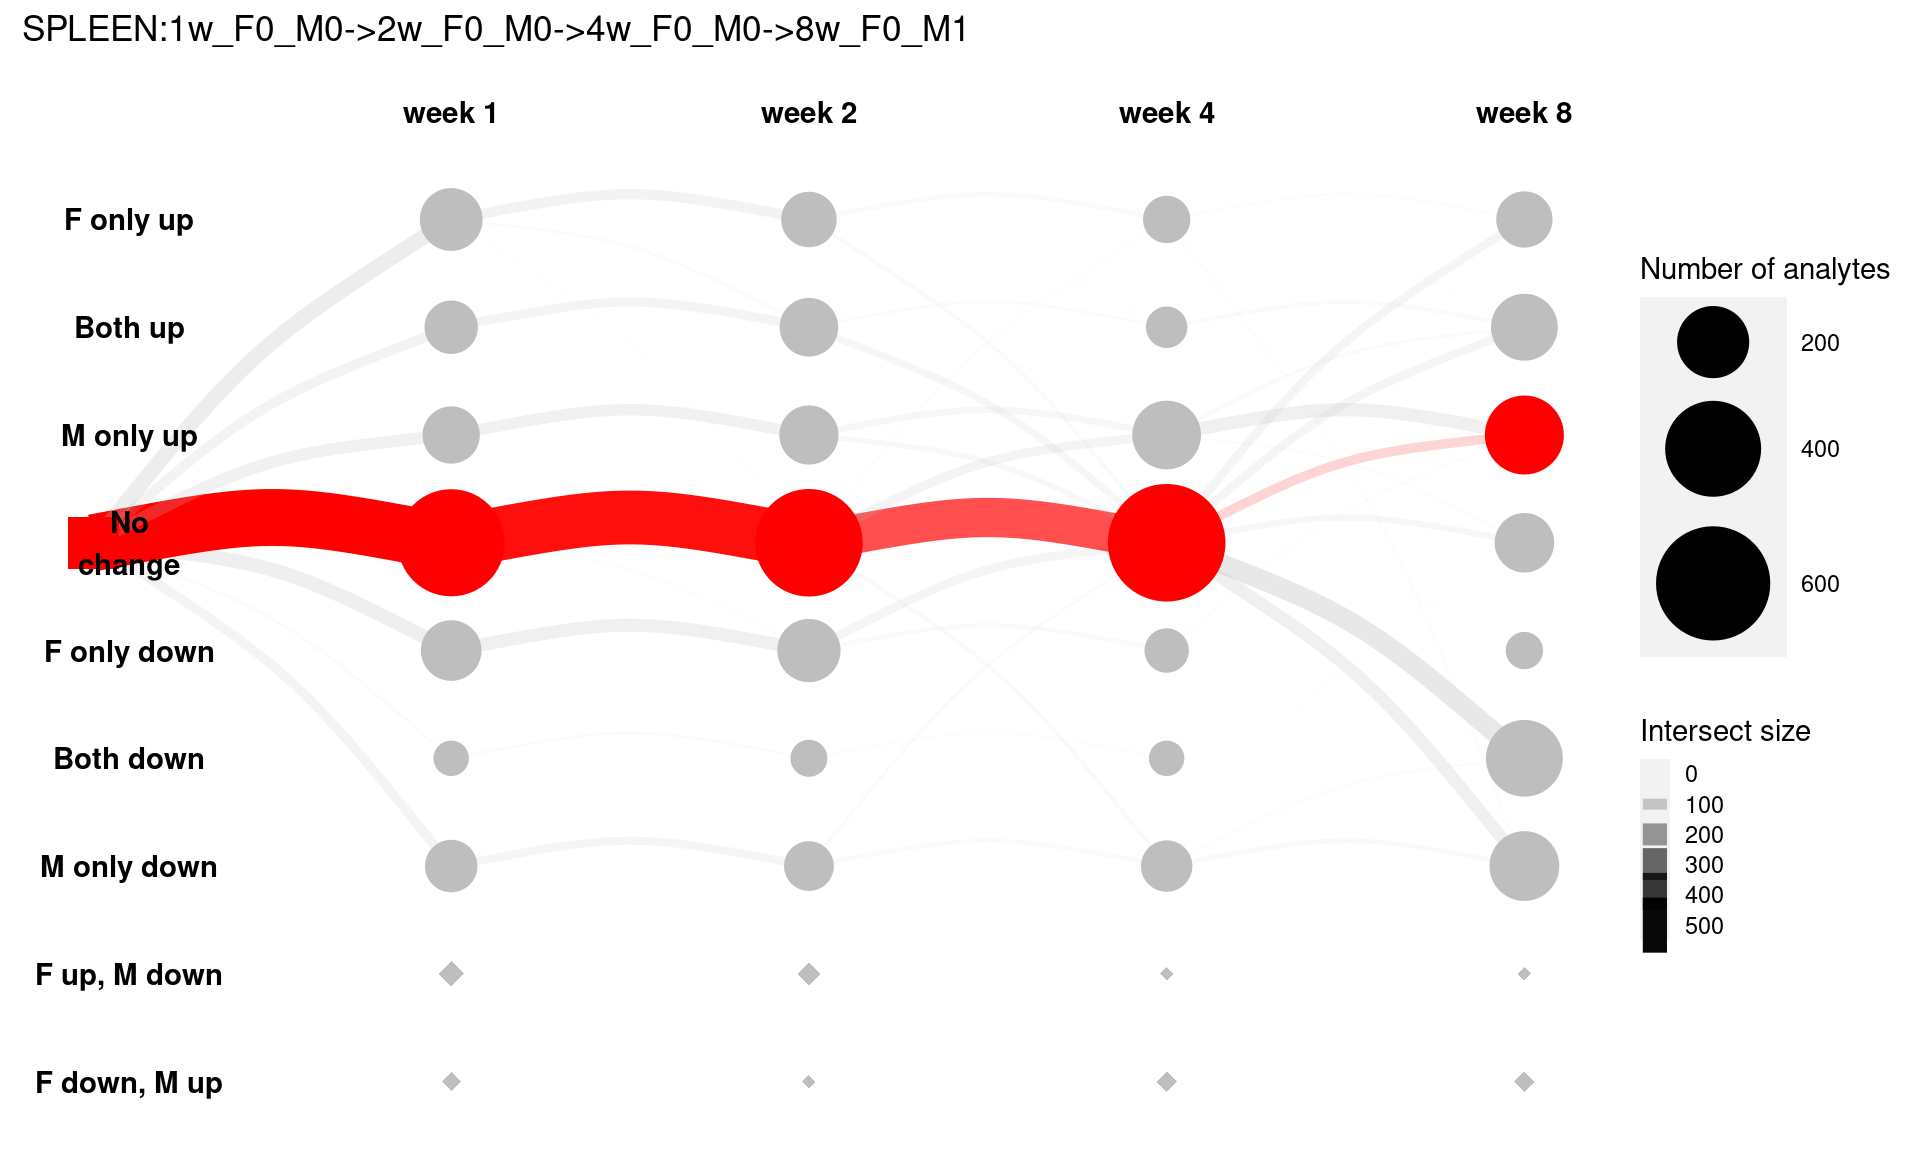 SPLEEN:1w_F0_M0->2w_F0_M0->4w_F0_M0->8w_F0_M1
week 1
week 2
week 4
week 8
F only up
Both up
M only up
No
change
F only down
Both down
M only down
F up, M down
F down, M up
Number of analytes
200
400
600
Intersect size
0
100
200
300
400
500